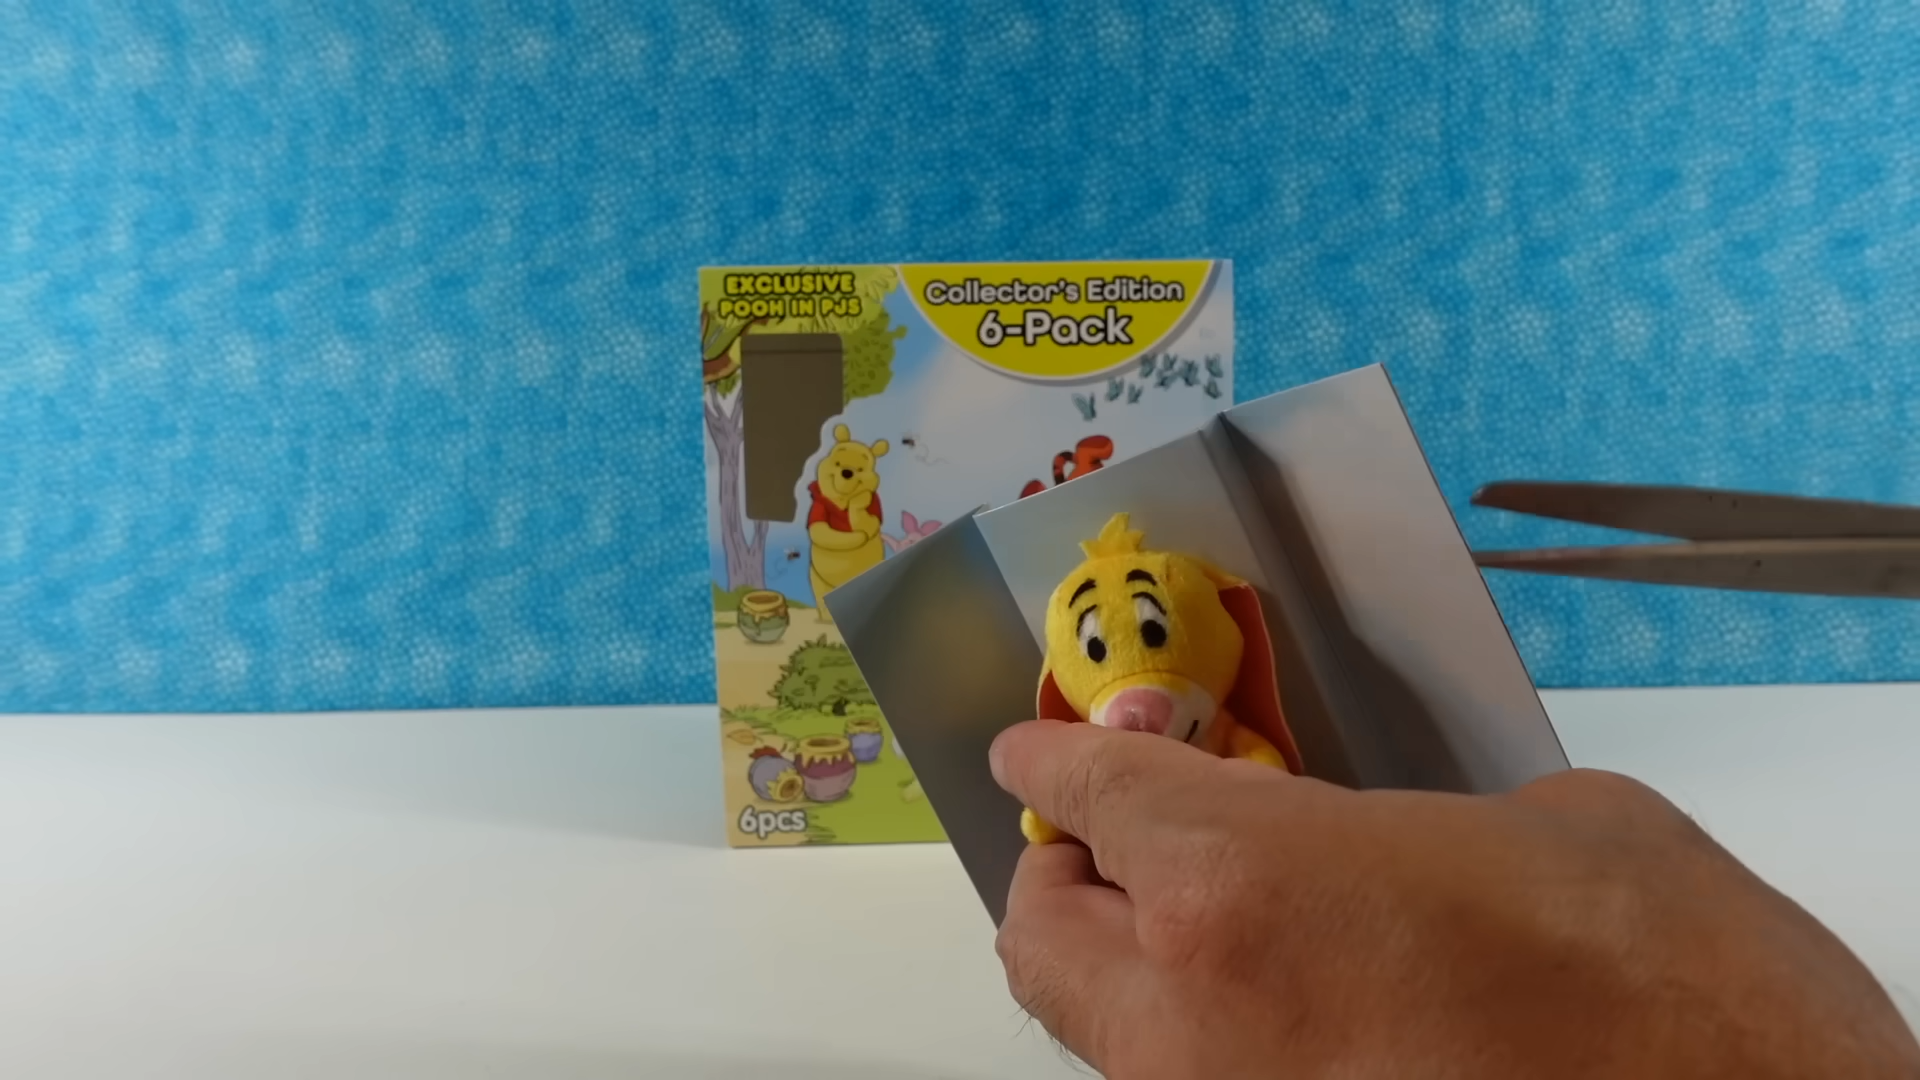 EXCLUSIVE
POOH IN PJS
Collector's Edition
6-Pack
6pcs